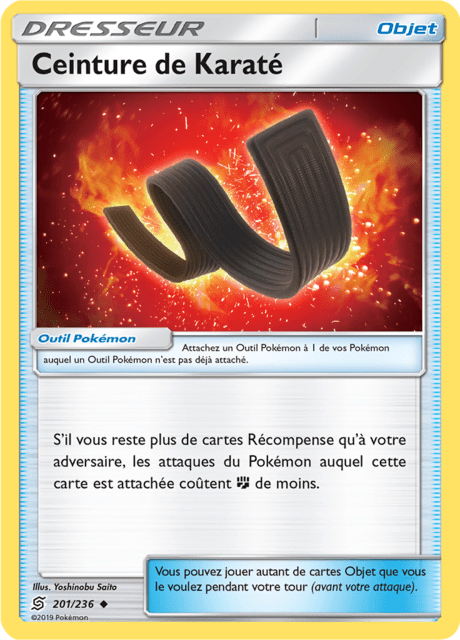 DRESSEUR
Objet
Ceinture de Karaté
Outil Pokémon
Attachez un Outil Pokémon à 1 de vos Pokémon
auquel un Outil Pokémon n'est pas déjà attaché.
S'il vous reste plus de cartes Récompense qu'à votre
adversaire, les attaques du Pokémon auquel cette
carte est attachée coûtent de moins.
Vous pouvez jouer autant de cartes Objet que vous
le voulez pendant votre tour (avant votre attaque).
Illus. Yoshinobu Saito
201/236
©2019 Pokémon